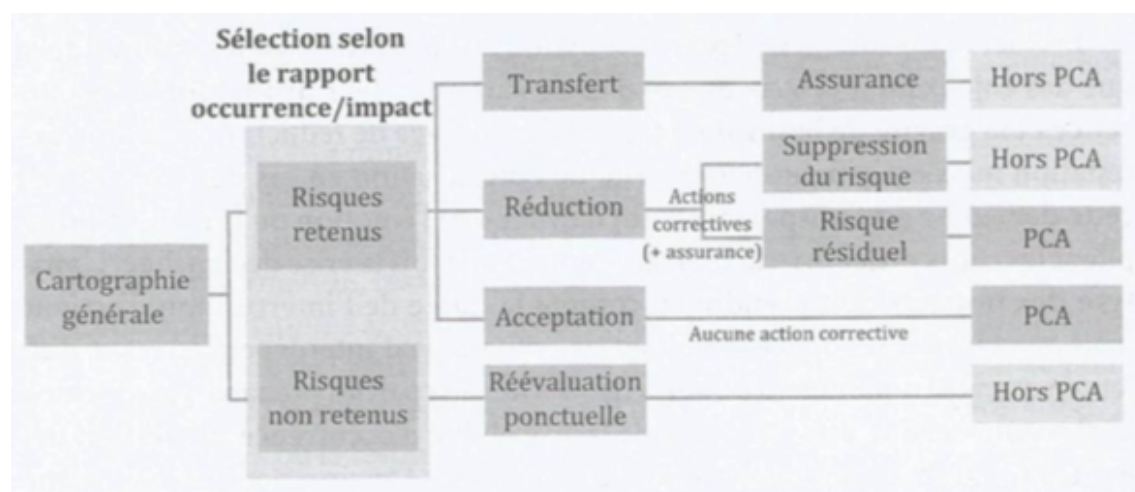 Sélection selon
le rapport
occurrence/impact
Transfert
Assurance
Hors PCA
Risques
retenus
Réduction
Actions
correctives
(+ assurance)
Suppression
du risque
Hors PCA
Risque
résiduel
PCA
Cartographie
générale
Acceptation
Aucune action corrective
PCA
Risques
non retenus
Réévaluation
ponctuelle
Hors PCA